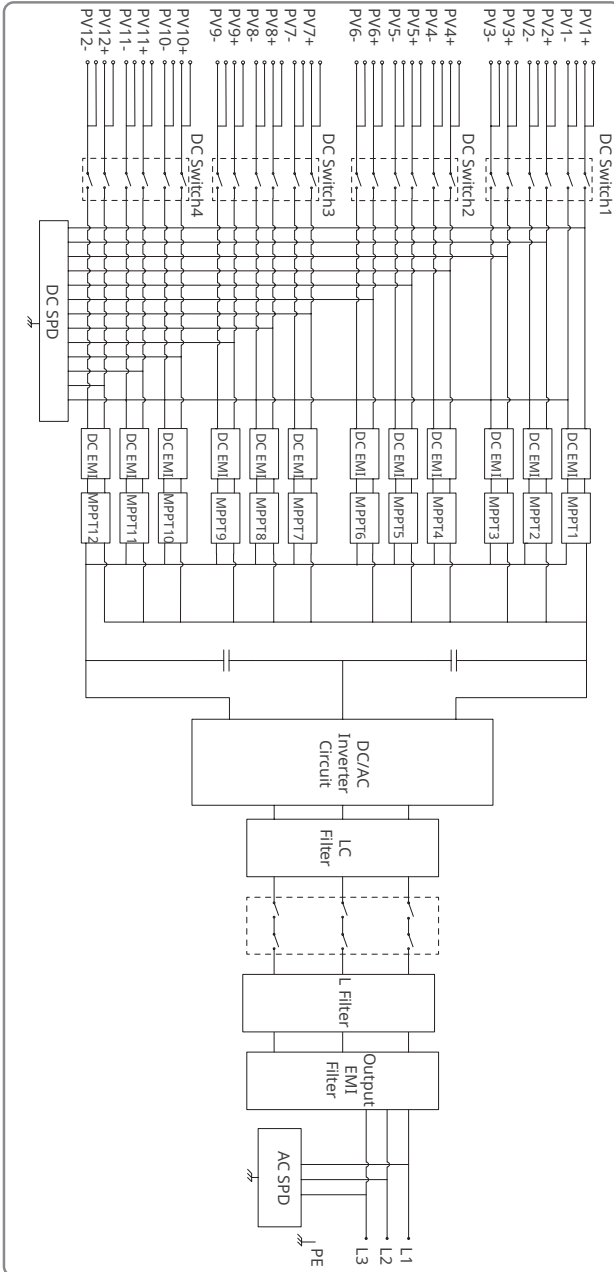 PV1+
PV1-
PV2+
PV2-
PV3+
PV3-
PV4+
PV4-
PV5+
PV5-
PV6+
PV6-
PV7+
PV7-
PV8+
PV8-
PV9+
PV9-
PV10+
PV10-
PV11+
PV11-
PV12+
PV12-
DC Switch1
DC Switch2
DC Switch3
DC Switch4
DC SPD
DC EMI
DC EMI
DC EMI
DC EMI
DC EMI
DC EMI
DC EMI
DC EMI
DC EMI
DC EMI
DC EMI
DC EMI
MPPT1
MPPT2
MPPT3
MPPT4
MPPT5
MPPT6
MPPT7
MPPT8
MPPT9
MPPT10
MPPT11
MPPT12
DC/AC
Inverter
Circuit
LC
Filter
L Filter
Output
EMI
Filter
AC SPD
L1
L2
L3
PE